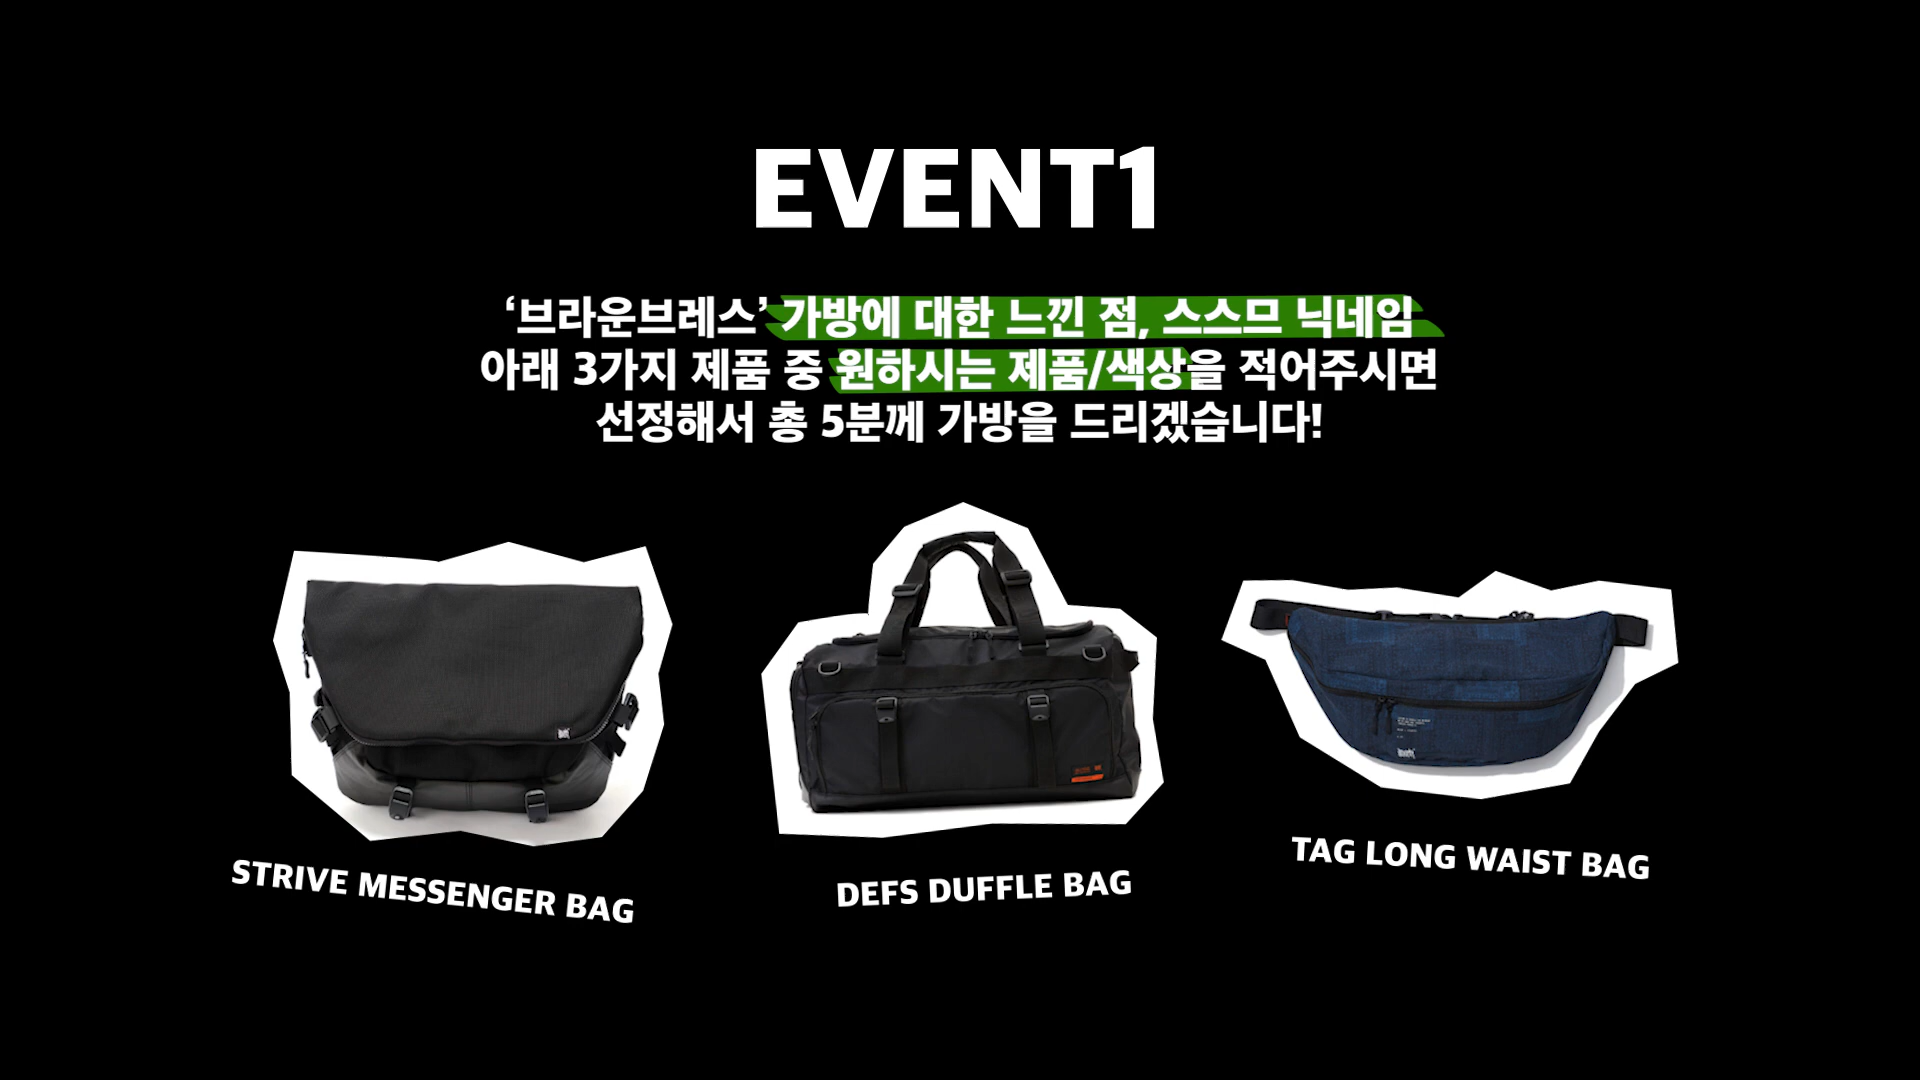 EVENT1
‘브라운브레스’ 가방에 대한 느낀 점, 스스므 닉네임
아래 3가지 제품 중 원하시는 제품/색상을 적어주시면
선정해서 총 5분께 가방을 드리겠습니다!
STRIVE MESSENGER BAG
DEFS DUFFLE BAG
TAG LONG WAIST BAG